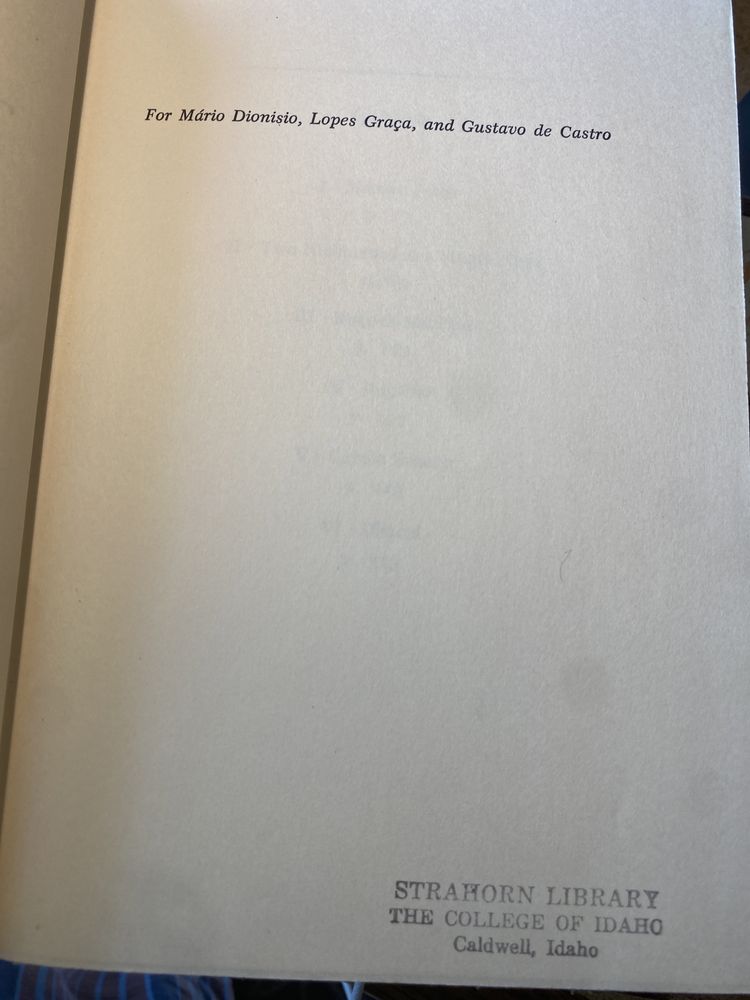 For Mário Dionisio, Lopes Graça, and Gustavo de Castro
STRAHORN LIBRARY
THE COLLEGE OF IDAHO
Caldwell, Idaho